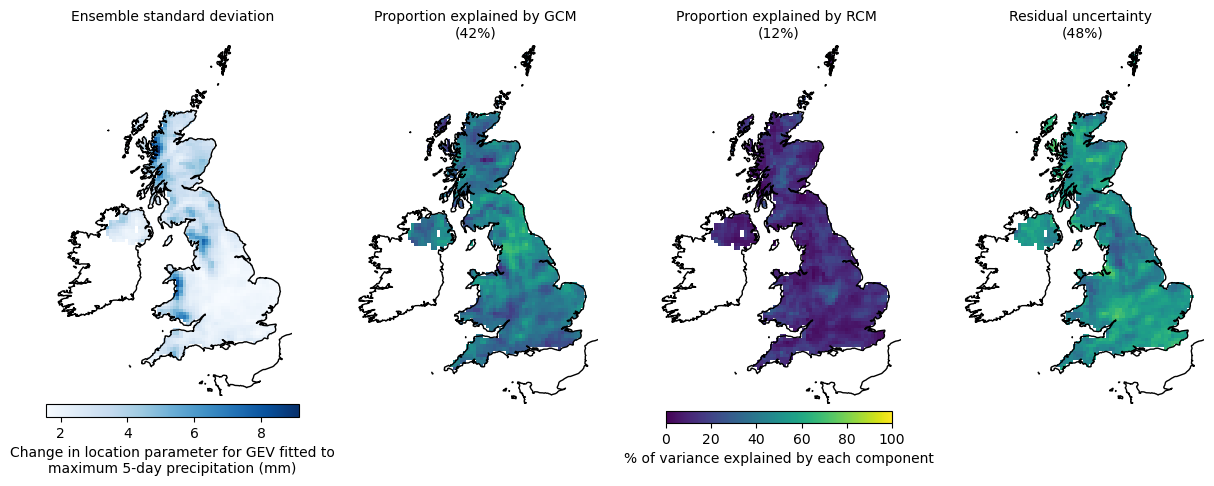 Ensemble standard deviation
Proportion explained by GCM
(42%)
Proportion explained by RCM
(12%)
Residual uncertainty
(48%)
2 4 6 8
Change in location parameter for GEV fitted to
maximum 5-day precipitation (mm)
0 20 40 60 80 100
% of variance explained by each component